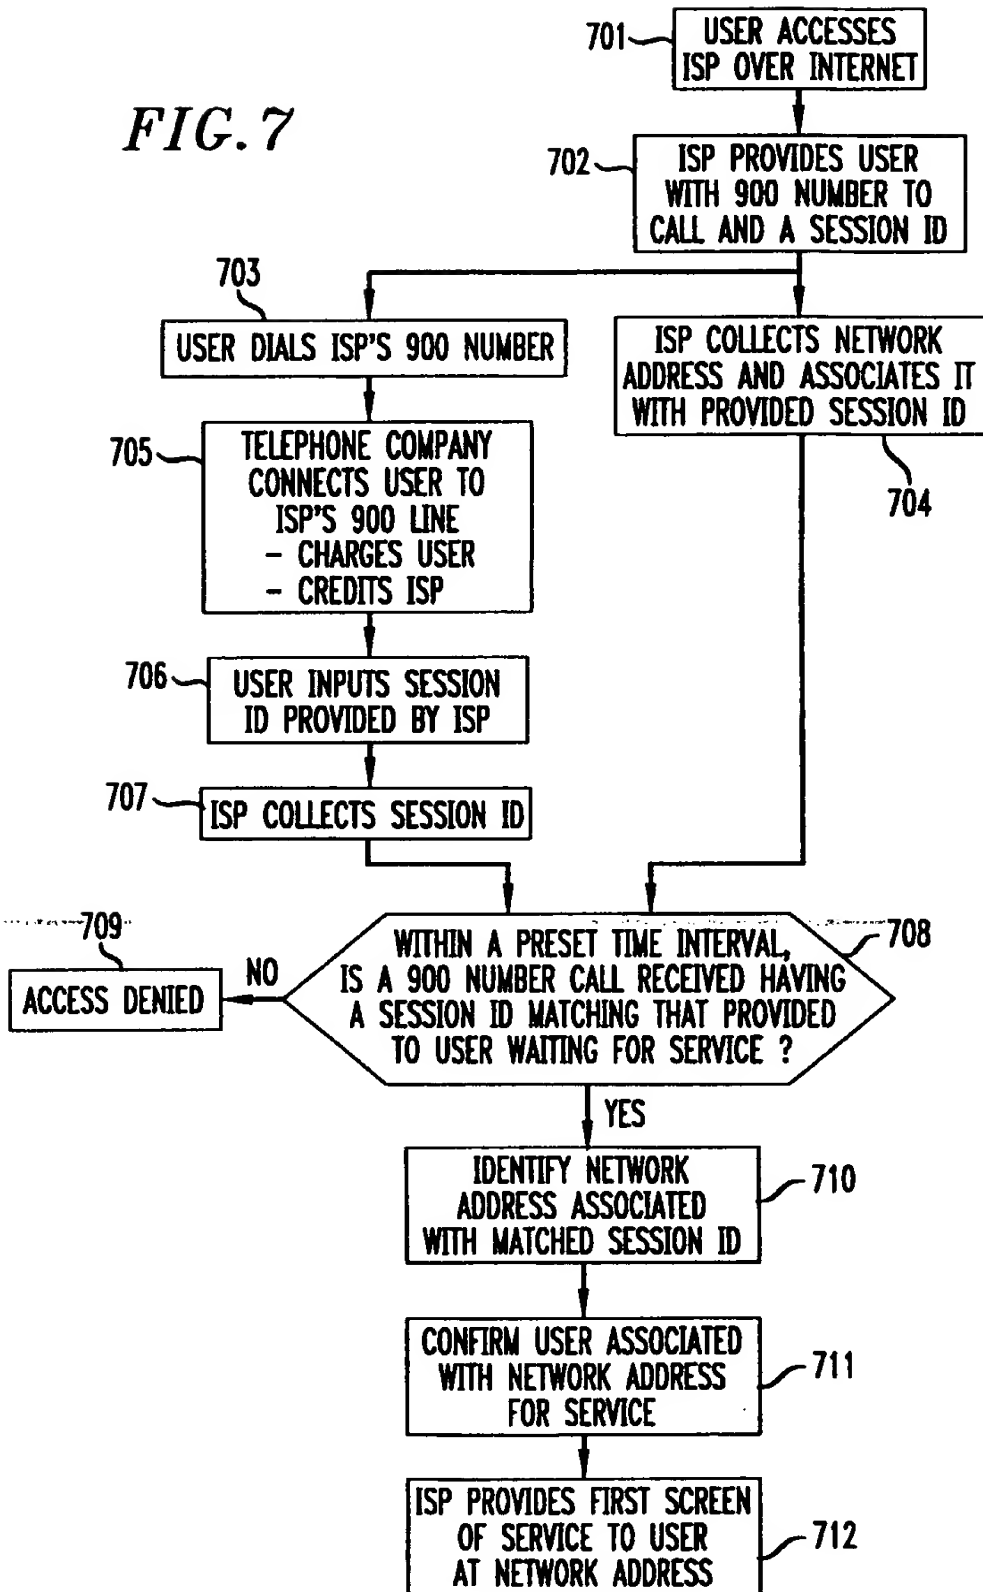 FIG. 7
701
USER ACCESSES
ISP OVER INTERNET
702
ISP PROVIDES USER
WITH 900 NUMBER TO
CALL AND A SESSION ID
703
USER DIALS ISP'S 900 NUMBER
ISP COLLECTS NETWORK
ADDRESS AND ASSOCIATES IT
WITH PROVIDED SESSION ID
704
705
TELEPHONE COMPANY
CONNECTS USER TO
ISP'S 900 LINE
- CHARGES USER
- CREDITS ISP
706
USER INPUTS SESSION
ID PROVIDED BY ISP
707
ISP COLLECTS SESSION ID
708
WITHIN A PRESET TIME INTERVAL,
IS A 900 NUMBER CALL RECEIVED HAVING
A SESSION ID MATCHING THAT PROVIDED
TO USER WAITING FOR SERVICE ?
NO
709
ACCESS DENIED
YES
IDENTIFY NETWORK
ADDRESS ASSOCIATED
WITH MATCHED SESSION ID
710
CONFIRM USER ASSOCIATED
WITH NETWORK ADDRESS
FOR SERVICE
711
ISP PROVIDES FIRST SCREEN
OF SERVICE TO USER
AT NETWORK ADDRESS
712